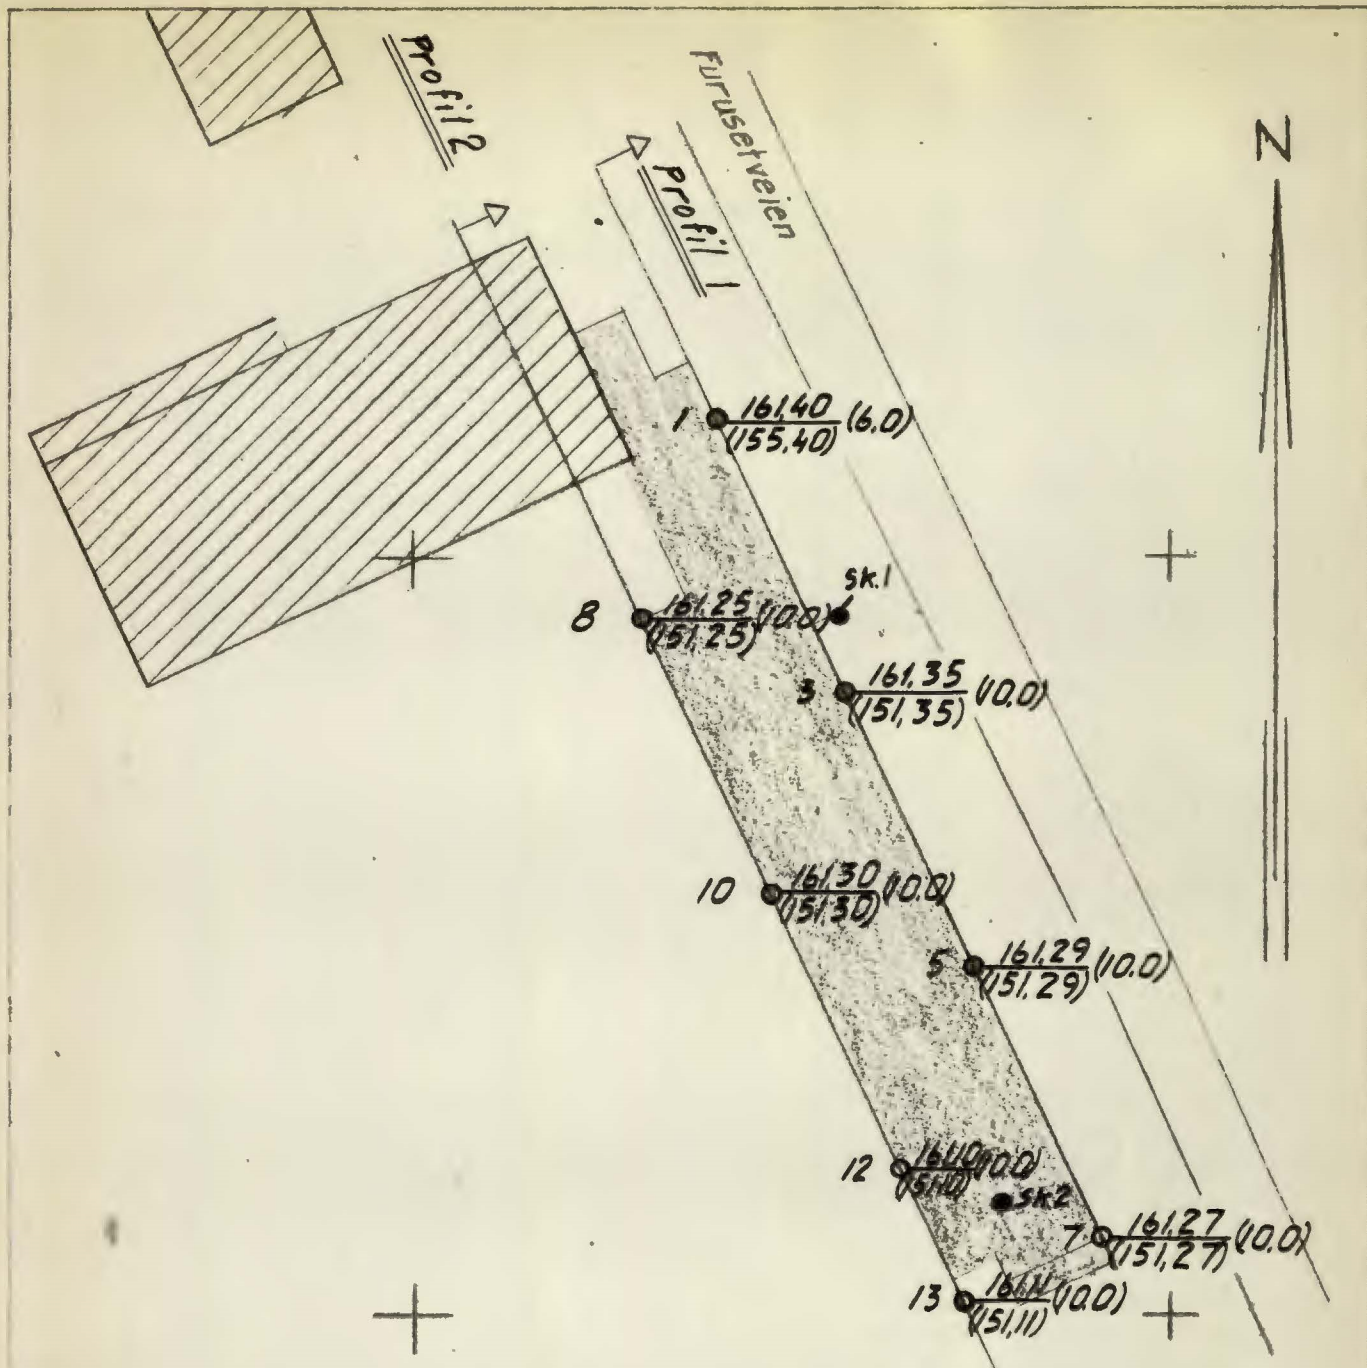 Profil 2
Profil 1
Furusetveien
N
1 161,40 (6.0)
(155.40)
sk.1
8 161.25 (10.0)
(151.25)
3 161.35 (10.0)
(151,35)
10 161.30 (10.0)
(151.30)
5 161.29 (10.0)
(151.29)
12 161.10 (10.0)
(151.10)
sk2
7 161.27 (10.0)
(151,27)
13 161.11 (10.0)
(151,11)